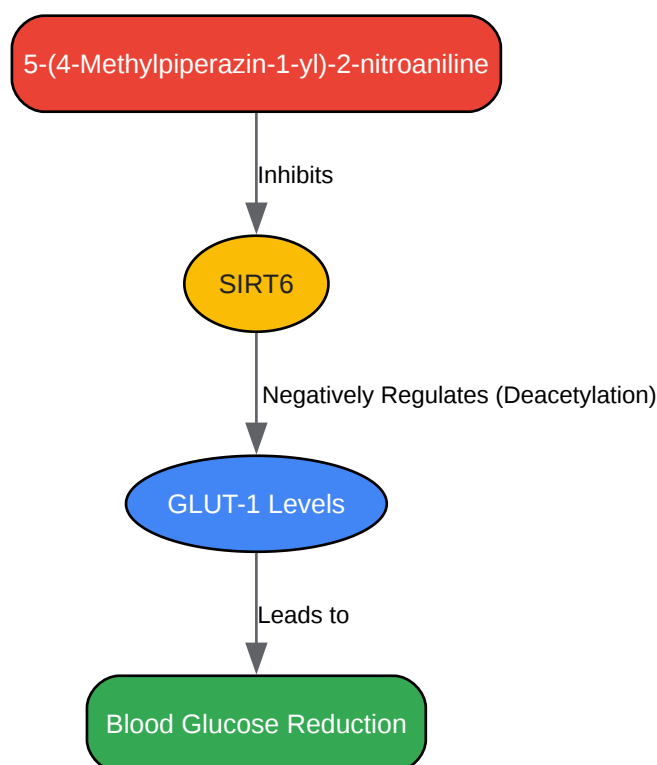 5-(4-Methylpiperazin-1-yl)-2-nitroaniline
Inhibits
SIRT6
Negatively Regulates (Deacetylation)
GLUT-1 Levels
Leads to
Blood Glucose Reduction